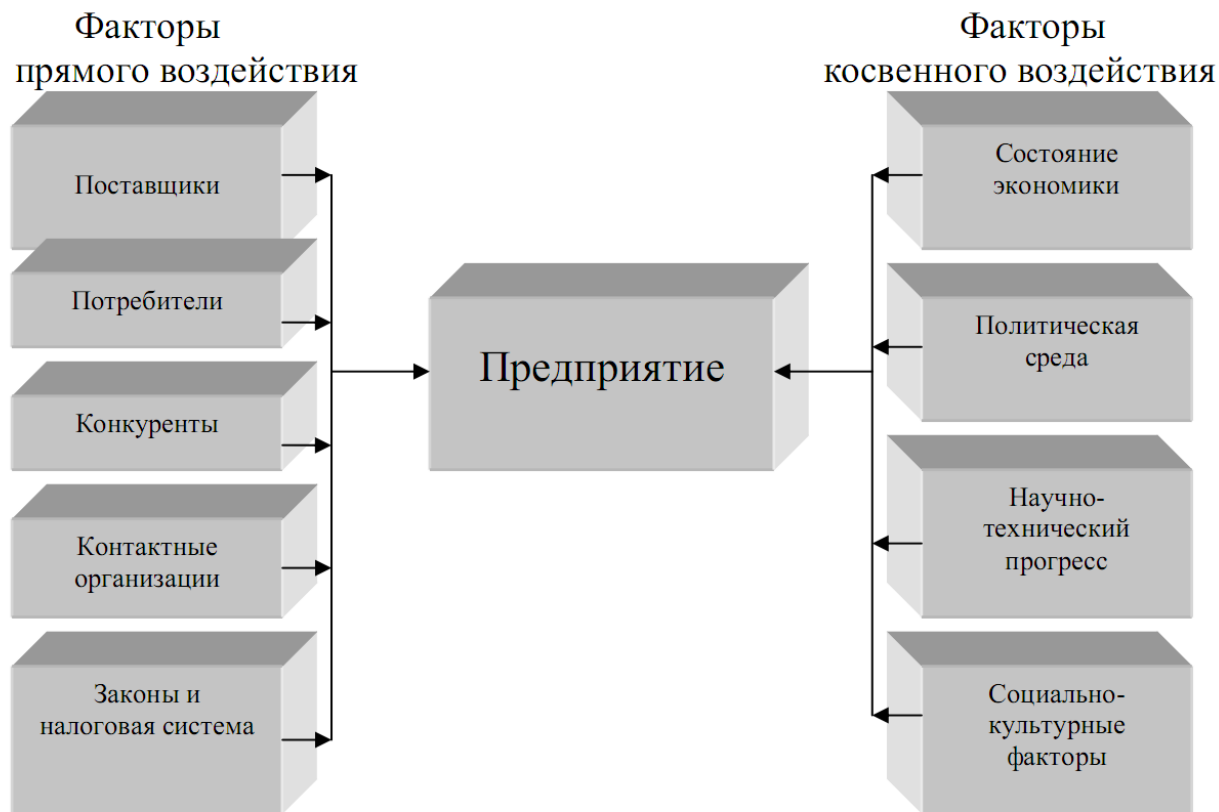 Факторы
прямого воздействия
Поставщики
Потребители
Конкуренты
Контактные
организации
Законы и
налоговая система
Предприятие
Факторы
косвенного воздействия
Состояние
экономики
Политическая
среда
Научно-
технический
прогресс
Социально-
культурные
факторы